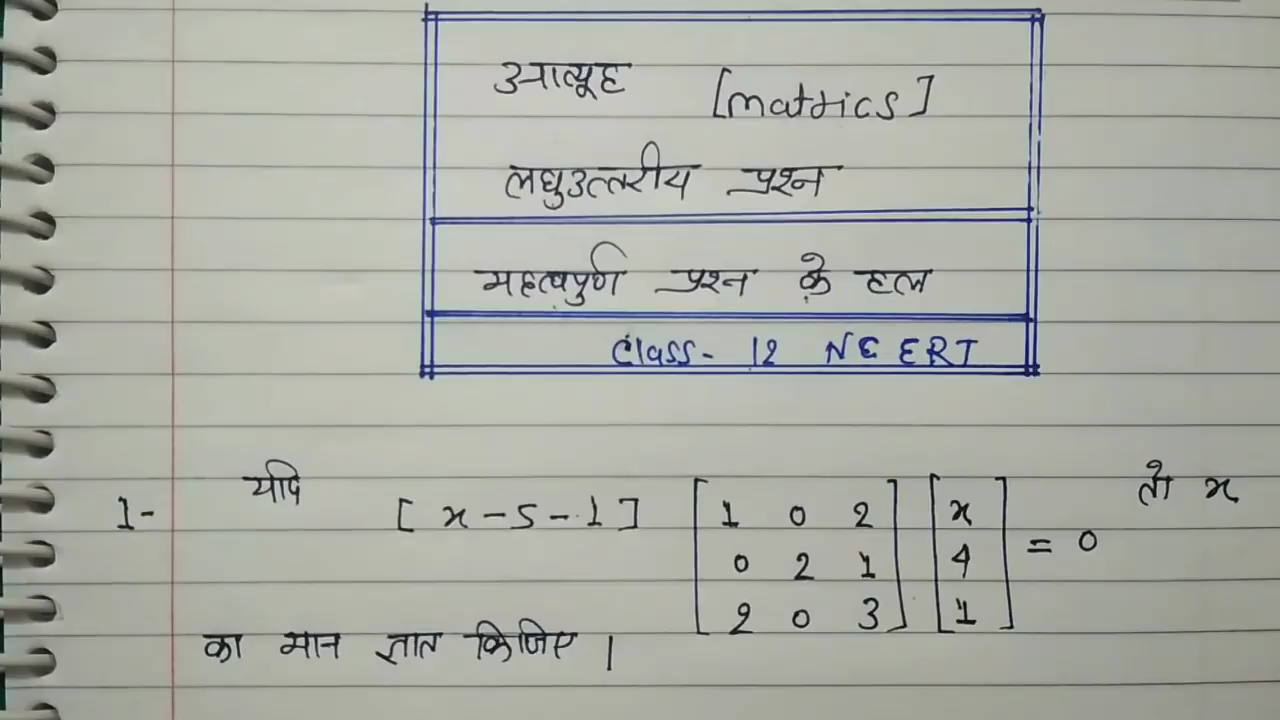 आव्यूह [matrics]
लघुउत्तरीय प्रश्न
महत्वपुर्ण प्रश्न के हल
Class- 12 NCERT
1- यदि [x -5 -1] [1 0 2 [x = 0 तो x
0 2 1 4
2 0 3] 1]
का मान ज्ञात किजिए।